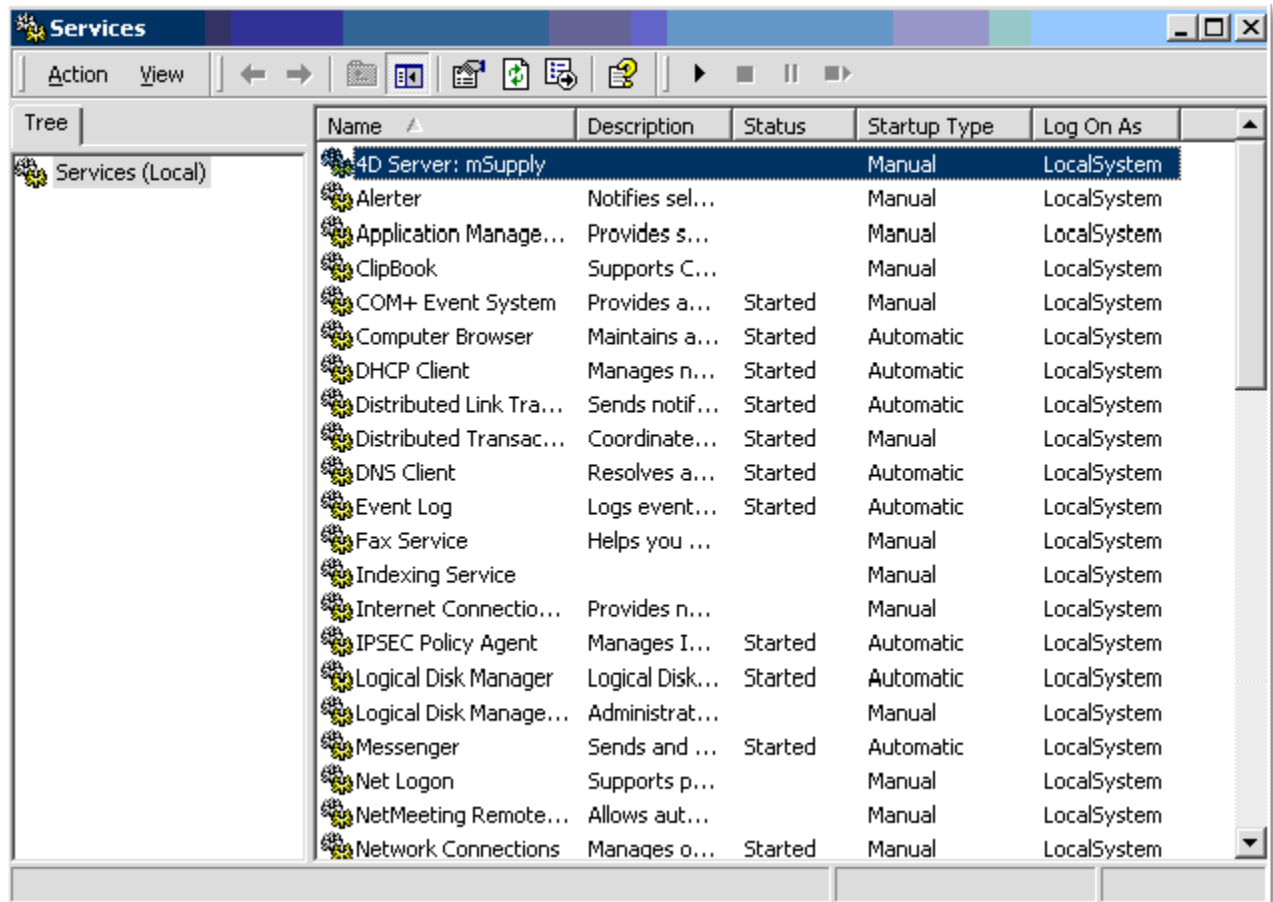 Services
Action View
Tree
Name Description Status Startup Type Log On As
Services (Local)
4D Server: mSupply Manual LocalSystem
Alerter Notifies sel... Manual LocalSystem
Application Manage... Provides s... Manual LocalSystem
ClipBook Supports C... Manual LocalSystem
COM+ Event System Provides a... Started Manual LocalSystem
Computer Browser Maintains a... Started Automatic LocalSystem
DHCP Client Manages n... Started Automatic LocalSystem
Distributed Link Tra... Sends notif... Started Automatic LocalSystem
Distributed Transac... Coordinate... Started Manual LocalSystem
DNS Client Resolves a... Started Automatic LocalSystem
Event Log Logs event... Started Automatic LocalSystem
Fax Service Helps you ... Manual LocalSystem
Indexing Service Manual LocalSystem
Internet Connectio... Provides n... Manual LocalSystem
IPSEC Policy Agent Manages I... Started Automatic LocalSystem
Logical Disk Manager Logical Disk... Started Automatic LocalSystem
Logical Disk Manage... Administrat... Manual LocalSystem
Messenger Sends and ... Started Automatic LocalSystem
Net Logon Supports p... Manual LocalSystem
NetMeeting Remote... Allows aut... Manual LocalSystem
Network Connections Manages o... Started Manual LocalSystem